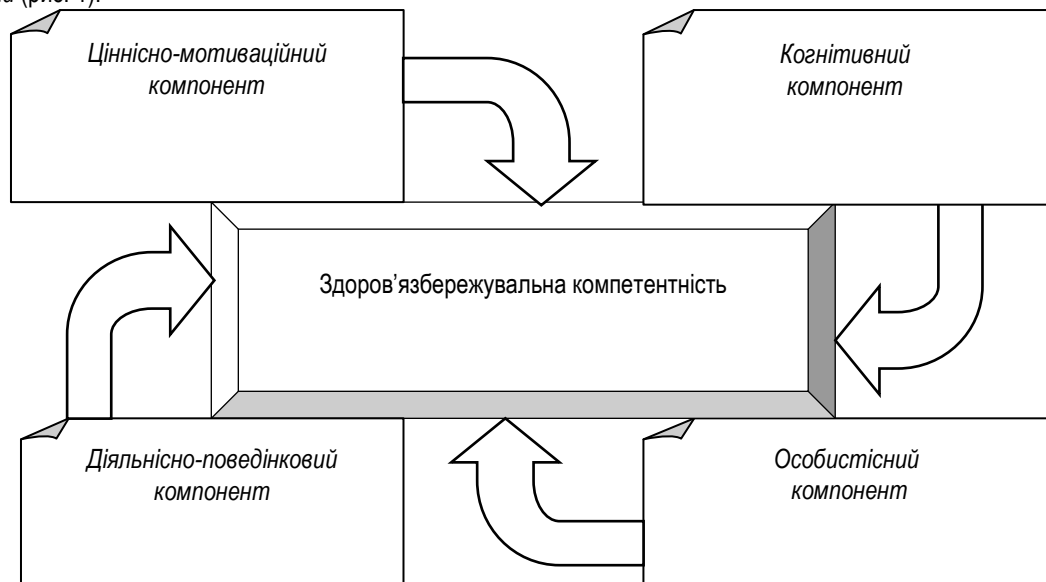 (рис. 1).
Ціннісно-мотиваційний
компонент
Когнітивний
компонент
Здоров’язбережувальна компетентність
Діяльнісно-поведінковий
компонент
Особистісний
компонент